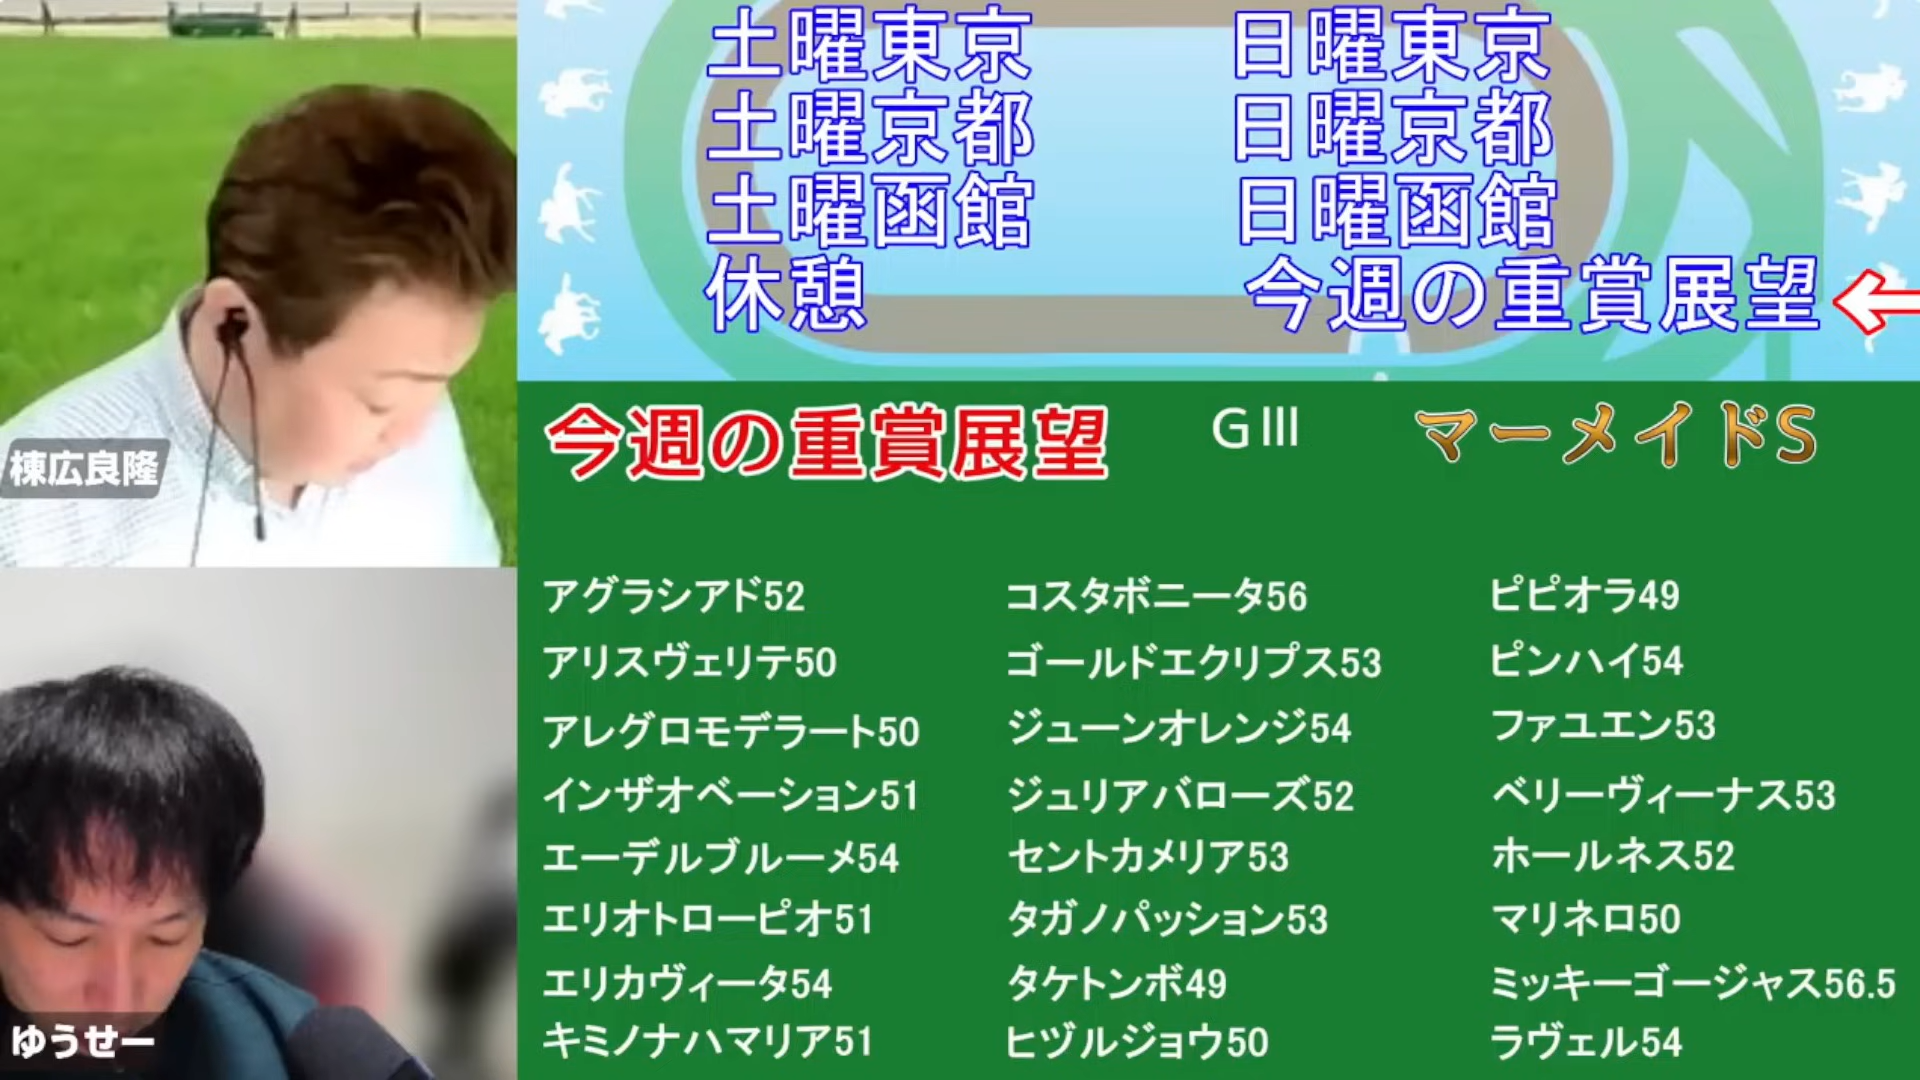 土曜東京 日曜東京
土曜京都 日曜京都
土曜函館 日曜函館
休憩 今週の重賞展望
棟広良隆
ゆうせー
今週の重賞展望 GⅢ マーメイドS
アグラシアド52 コスタボニータ56 ピピオラ49
アリスヴェリテ50 ゴールドエクリプス53 ピンハイ54
アレグロモデラート50 ジューンオレンジ54 ファユエン53
インザオベーション51 ジュリアバローズ52 ベリーヴィーナス53
エーデルブルーメ54 セントカメリア53 ホールネス52
エリオトローピオ51 タガノパッション53 マリネロ50
エリカヴィータ54 タケトンボ49 ミッキーゴージャス56.5
キミノナハマリア51 ヒヅルジョウ50 ラヴェル54